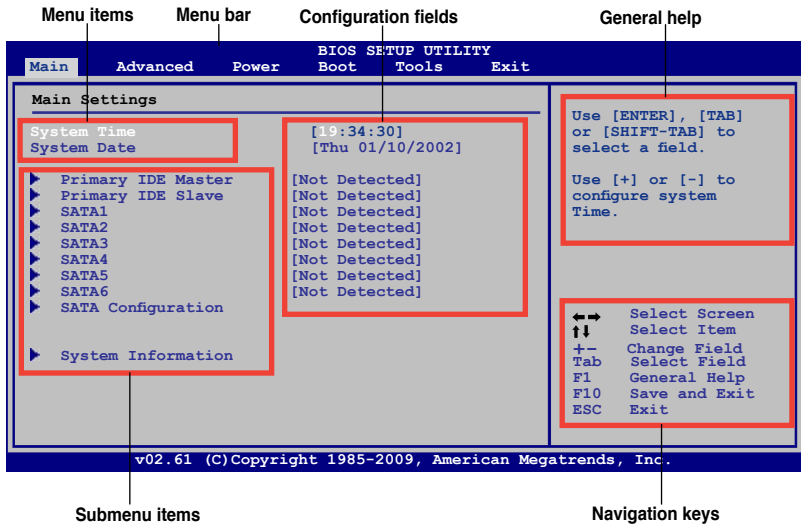 Menu items Menu bar Configuration fields General help
BIOS SETUP UTILITY
Main Advanced Power Boot Tools Exit
Main Settings
System Time [19:34:30]
System Date [Thu 01/10/2002]
Primary IDE Master [Not Detected]
Primary IDE Slave [Not Detected]
SATA1 [Not Detected]
SATA2 [Not Detected]
SATA3 [Not Detected]
SATA4 [Not Detected]
SATA5 [Not Detected]
SATA6 [Not Detected]
SATA Configuration
System Information
Use [ENTER], [TAB]
or [SHIFT-TAB] to
select a field.
Use [+] or [-] to
configure system
Time.
←→ Select Screen
↑↓ Select Item
+- Change Field
Tab Select Field
F1 General Help
F10 Save and Exit
ESC Exit
v02.61 (C)Copyright 1985-2009, American Megatrends, Inc.
Submenu items Navigation keys